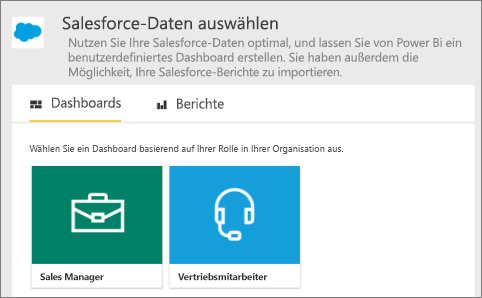 Salesforce-Daten auswählen
Nutzen Sie Ihre Salesforce-Daten optimal, und lassen Sie von Power Bi ein
benutzerdefiniertes Dashboard erstellen. Sie haben außerdem die
Möglichkeit, Ihre Salesforce-Berichte zu importieren.
Dashboards Berichte
Wählen Sie ein Dashboard basierend auf Ihrer Rolle in Ihrer Organisation aus.
Sales Manager Vertriebsmitarbeiter